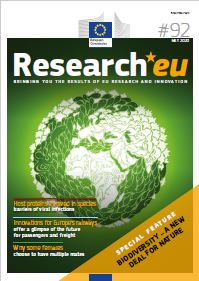 #92
MAY 2020
European
Commission
Research*eu
BRINGING YOU THE RESULTS OF EU RESEARCH AND INNOVATION
Host proteins involved in species
barriers of viral infections
Innovations for Europe's railways
offer a glimpse of the future
for passengers and freight
Why some females
choose to have multiple mates
SPECIAL FEATURE
BIODIVERSITY – A NEW
DEAL FOR NATURE